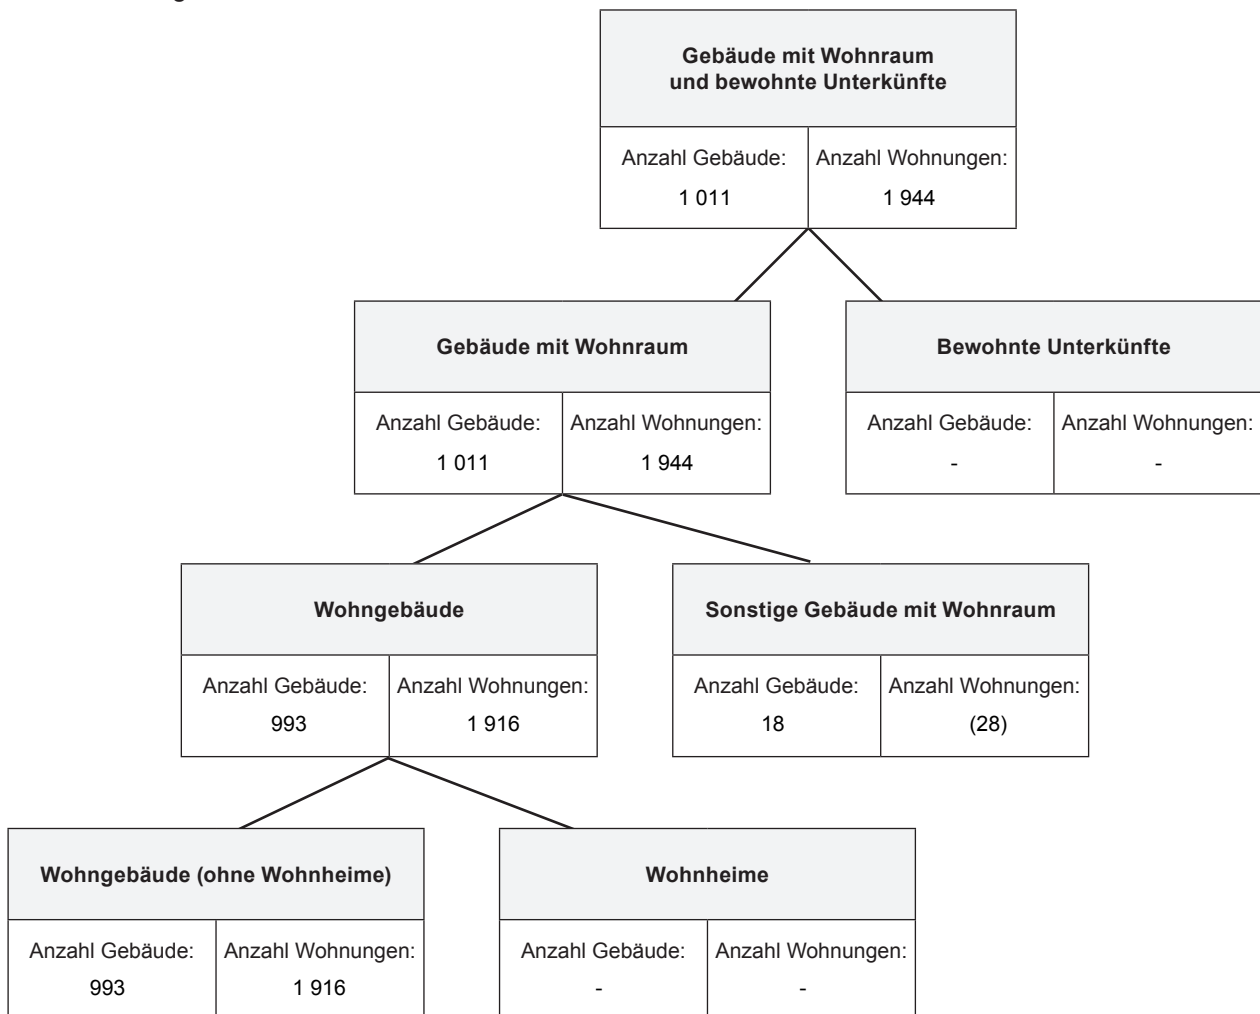 Gebäude mit Wohnraum
und bewohnte Unterkünfte
Anzahl Gebäude: Anzahl Wohnungen:
1 011 1 944
Gebäude mit Wohnraum
Anzahl Gebäude: Anzahl Wohnungen:
1 011 1 944
Bewohnte Unterkünfte
Anzahl Gebäude: Anzahl Wohnungen:
- -
Wohngebäude
Anzahl Gebäude: Anzahl Wohnungen:
993 1 916
Sonstige Gebäude mit Wohnraum
Anzahl Gebäude: Anzahl Wohnungen:
18 (28)
Wohngebäude (ohne Wohnheime)
Anzahl Gebäude: Anzahl Wohnungen:
993 1 916
Wohnheime
Anzahl Gebäude: Anzahl Wohnungen:
- -